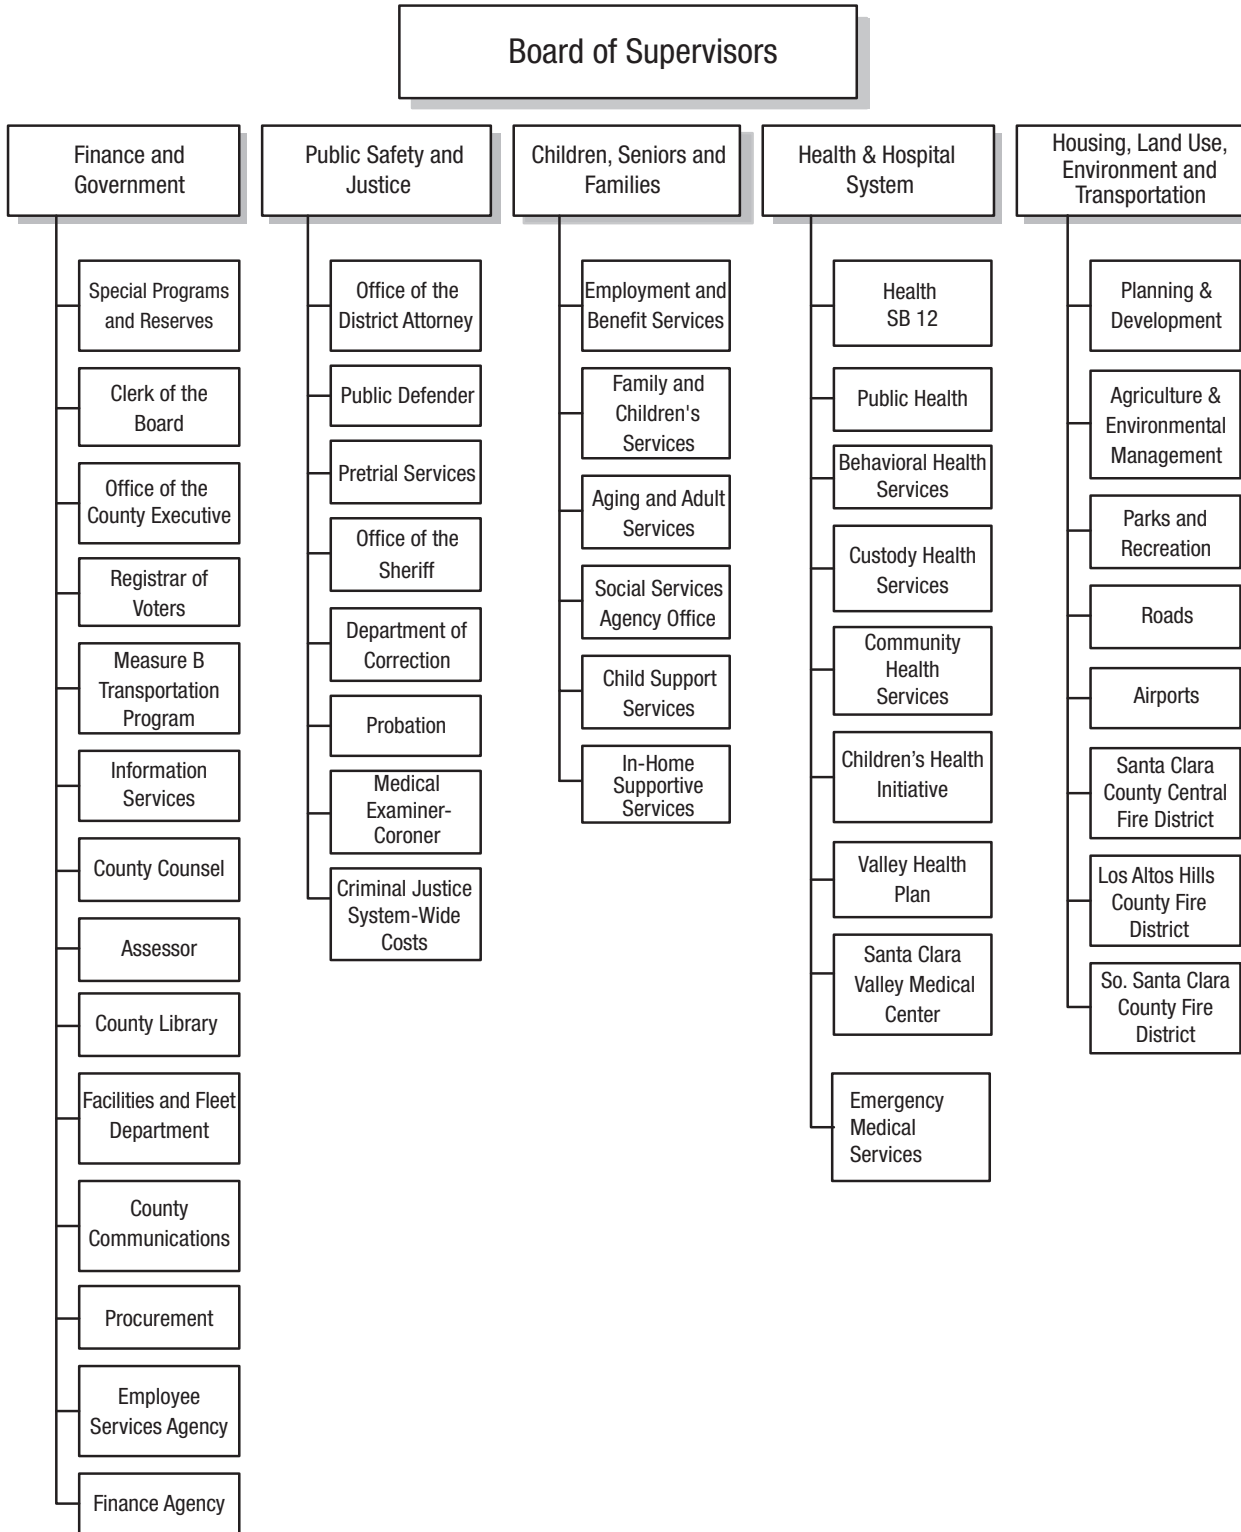 Board of Supervisors
Finance and
Government
Special Programs
and Reserves
Clerk of the
Board
Office of the
County Executive
Registrar of
Voters
Measure B
Transportation
Program
Information
Services
County Counsel
Assessor
County Library
Facilities and Fleet
Department
County
Communications
Procurement
Employee
Services Agency
Finance Agency
Public Safety and
Justice
Office of the
District Attorney
Public Defender
Pretrial Services
Office of the
Sheriff
Department of
Correction
Probation
Medical
Examiner-
Coroner
Criminal Justice
System-Wide
Costs
Children, Seniors and
Families
Employment and
Benefit Services
Family and
Children's
Services
Aging and Adult
Services
Social Services
Agency Office
Child Support
Services
In-Home
Supportive
Services
Health & Hospital
System
Health
SB 12
Public Health
Behavioral Health
Services
Custody Health
Services
Community
Health
Services
Children’s Health
Initiative
Valley Health
Plan
Santa Clara
Valley Medical
Center
Emergency
Medical
Services
Housing, Land Use,
Environment and
Transportation
Planning &
Development
Agriculture &
Environmental
Management
Parks and
Recreation
Roads
Airports
Santa Clara
County Central
Fire District
Los Altos Hills
County Fire
District
So. Santa Clara
County Fire
District